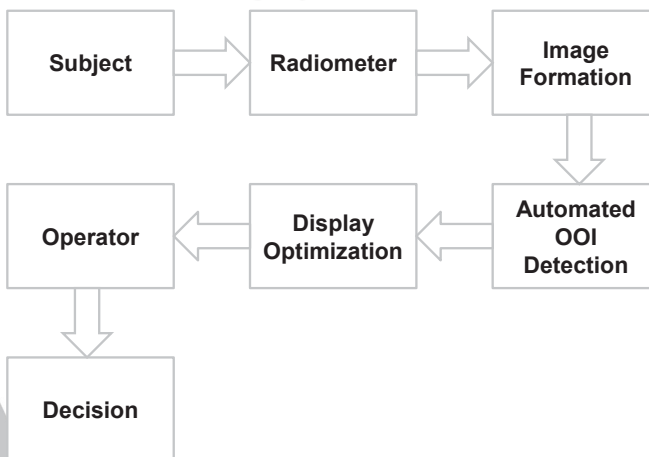 Subject
Radiometer
Image
Formation
Automated
OOI
Detection
Display
Optimization
Operator
Decision